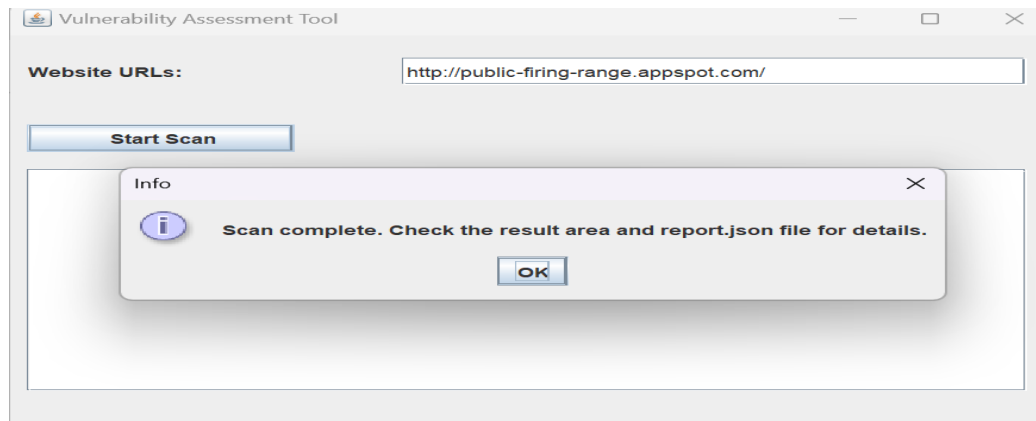 Vulnerability Assessment Tool
Website URLs:
http://public-firing-range.appspot.com/
Start Scan
Info
Scan complete. Check the result area and report.json file for details.
OK